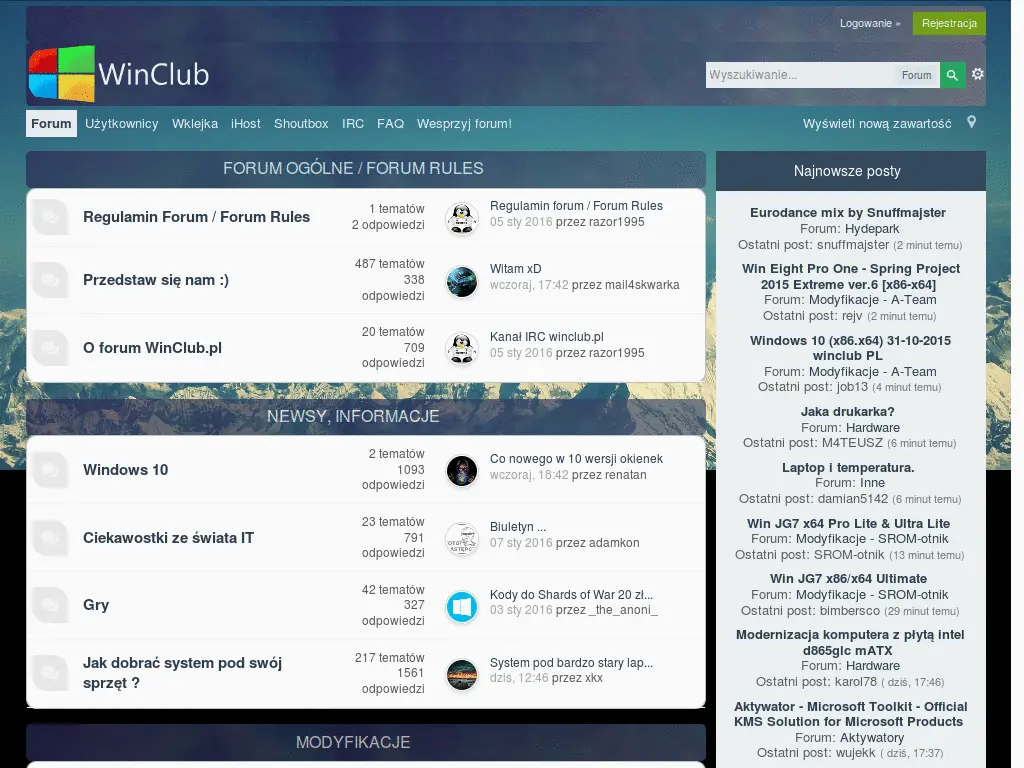 Logowanie »
Rejestracja
WinClub
Wyszukiwanie...
Forum
Forum
Użytkownicy
Wklejka
iHost
Shoutbox
IRC
FAQ
Wesprzyj forum!
Wyświetl nową zawartość
FORUM OGÓLNE / FORUM RULES
Regulamin Forum / Forum Rules
1 tematów
2 odpowiedzi
Regulamin forum / Forum Rules
05 sty 2016 przez razor1995
Przedstaw się nam :)
487 tematów
338
odpowiedzi
Witam xD
wczoraj, 17:42 przez mail4skwarka
O forum WinClub.pl
20 tematów
709
odpowiedzi
Kanał IRC winclub.pl
05 sty 2016 przez razor1995
NEWSY, INFORMACJE
Windows 10
2 tematów
1093
odpowiedzi
Co nowego w 10 wersji okienek
wczoraj, 18:42 przez renatan
Ciekawostki ze świata IT
23 tematów
791
odpowiedzi
Biuletyn ...
07 sty 2016 przez adamkon
Gry
42 tematów
327
odpowiedzi
Kody do Shards of War 20 zł...
03 sty 2016 przez _the_anoni_
Jak dobrać system pod swój
sprzęt ?
217 tematów
1561
odpowiedzi
System pod bardzo stary lap...
dziś, 12:46 przez xkx
MODYFIKACJE
Najnowsze posty
Eurodance mix by Snuffmajster
Forum: Hydepark
Ostatni post: snuffmajster (2 minut temu)
Win Eight Pro One - Spring Project
2015 Extreme ver.6 [x86-x64]
Forum: Modyfikacje - A-Team
Ostatni post: rejv (2 minut temu)
Windows 10 (x86.x64) 31-10-2015
winclub PL
Forum: Modyfikacje - A-Team
Ostatni post: job13 (4 minut temu)
Jaka drukarka?
Forum: Hardware
Ostatni post: M4TEUSZ (6 minut temu)
Laptop i temperatura.
Forum: Inne
Ostatni post: damian5142 (6 minut temu)
Win JG7 x64 Pro Lite & Ultra Lite
Forum: Modyfikacje - SROM-otnik
Ostatni post: SROM-otnik (13 minut temu)
Win JG7 x86/x64 Ultimate
Forum: Modyfikacje - SROM-otnik
Ostatni post: bimbersco (29 minut temu)
Modernizacja komputera z płytą intel
d865glc mATX
Forum: Hardware
Ostatni post: karol78 ( dziś, 17:46)
Aktywator - Microsoft Toolkit - Official
KMS Solution for Microsoft Products
Forum: Aktywatory
Ostatni post: wujekk ( dziś, 17:37)